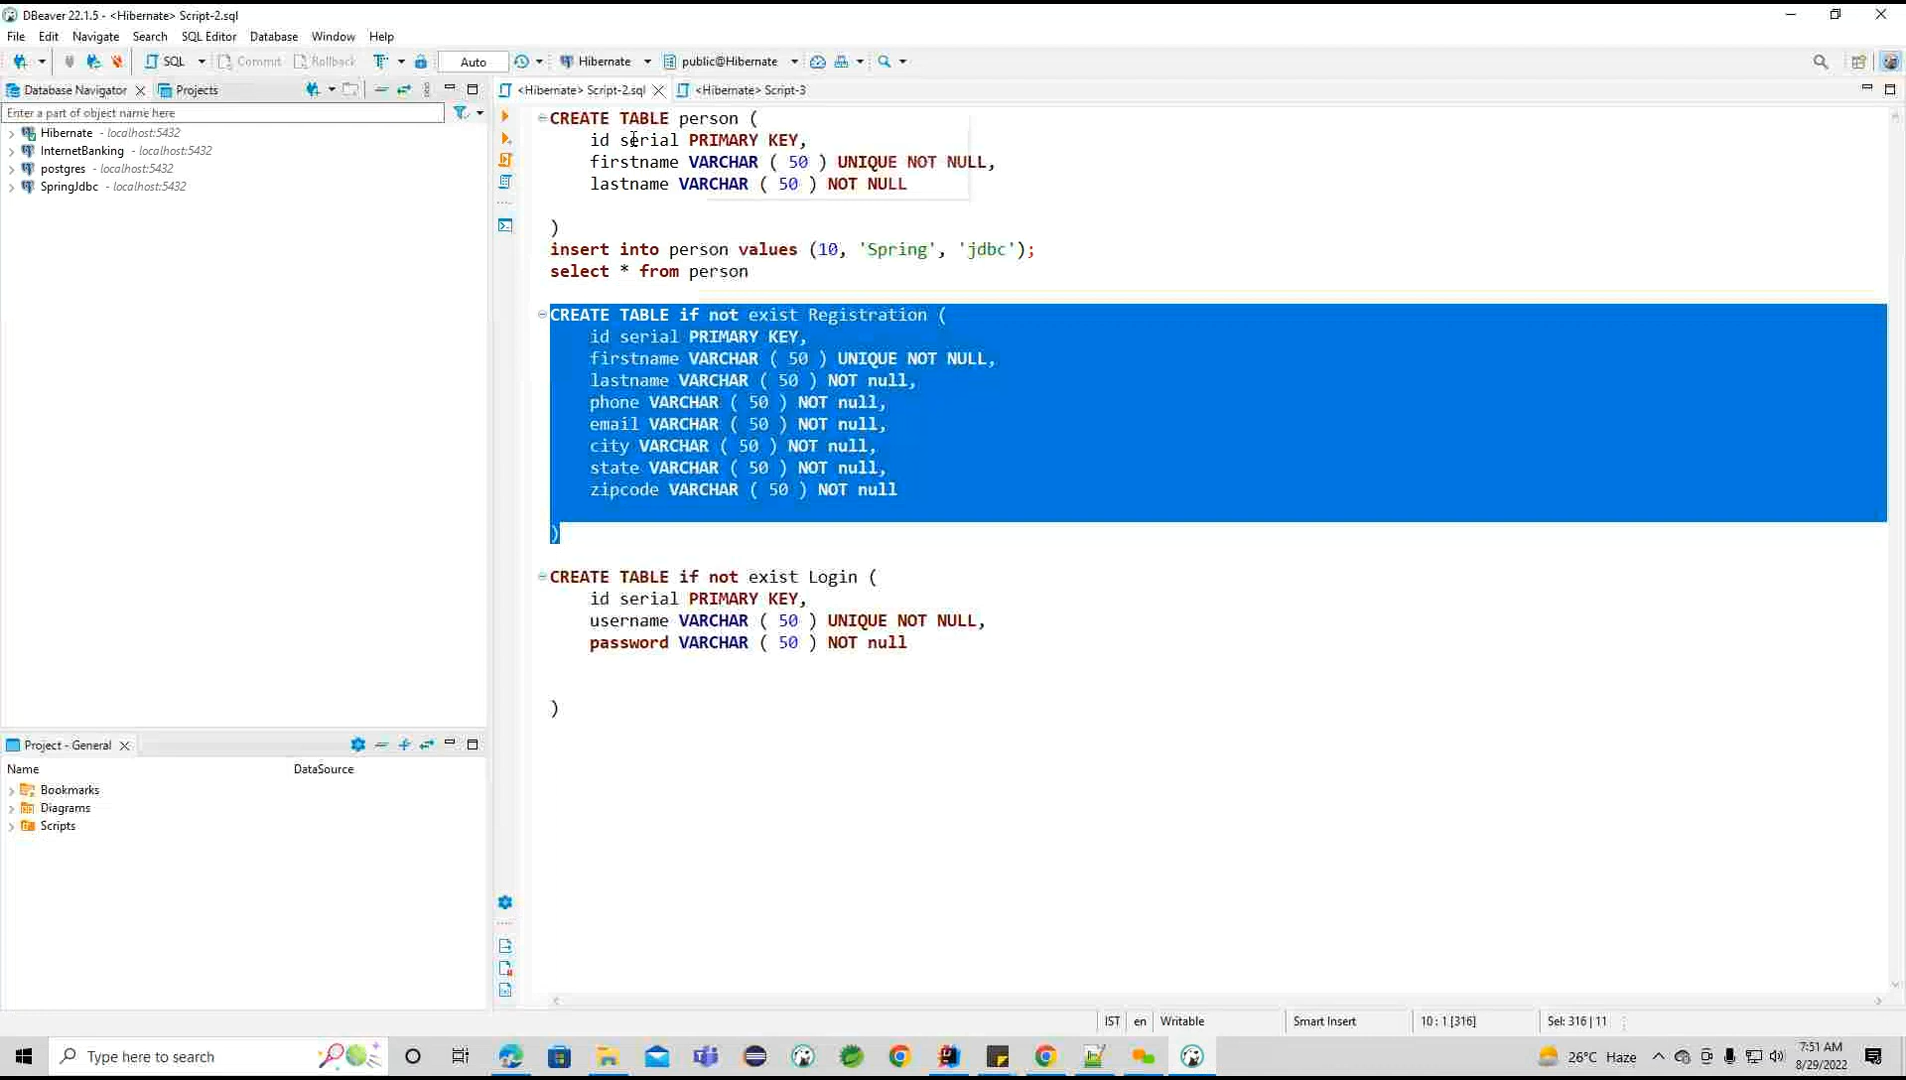 DBeaver 22.1.5 - <Hibernate> Script-2.sql
File Edit Navigate Search SQL Editor Database Window Help
SQL Commit Rollback Auto Hibernate public@Hibernate
Database Navigator Projects
<Hibernate> Script-2.sql <Hibernate> Script-3
Enter a part of object name here
Hibernate - localhost:5432
InternetBanking - localhost:5432
postgres - localhost:5432
SpringJdbc - localhost:5432
CREATE TABLE person (
id serial PRIMARY KEY,
firstname VARCHAR ( 50 ) UNIQUE NOT NULL,
lastname VARCHAR ( 50 ) NOT NULL
)
insert into person values (10, 'Spring', 'jdbc');
select * from person
CREATE TABLE if not exist Registration (
id serial PRIMARY KEY,
firstname VARCHAR ( 50 ) UNIQUE NOT NULL,
lastname VARCHAR ( 50 ) NOT null,
phone VARCHAR ( 50 ) NOT null,
email VARCHAR ( 50 ) NOT null,
city VARCHAR ( 50 ) NOT null,
state VARCHAR ( 50 ) NOT null,
zipcode VARCHAR ( 50 ) NOT null
)
CREATE TABLE if not exist Login (
id serial PRIMARY KEY,
username VARCHAR ( 50 ) UNIQUE NOT NULL,
password VARCHAR ( 50 ) NOT null
)
Project - General
Name DataSource
Bookmarks
Diagrams
Scripts
IST en Writable Smart Insert 10 : 1 [316] Sel: 316 | 11
Type here to search
26°C Haze
7:51 AM
8/29/2022